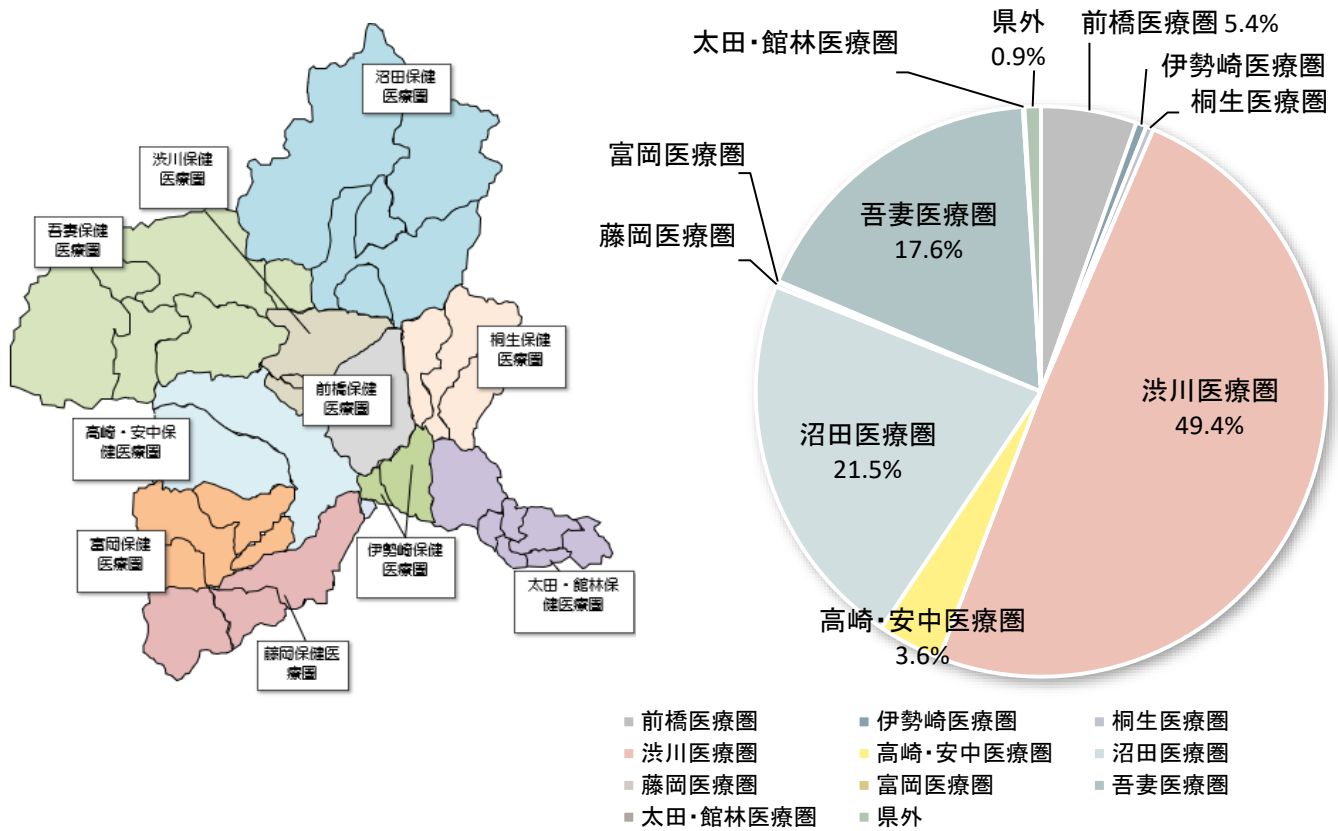 沼田保健
医療圏
渋川保健
医療圏
吾妻保健
医療圏
桐生保健
医療圏
前橋保健
医療圏
高崎・安中保
健医療圏
富岡保健
医療圏
伊勢崎保健
医療圏
太田・館林保
健医療圏
藤岡保健医
療圏
県外
0.9%
前橋医療圏 5.4%
太田・館林医療圏
伊勢崎医療圏
桐生医療圏
富岡医療圏
藤岡医療圏
吾妻医療圏
17.6%
渋川医療圏
49.4%
沼田医療圏
21.5%
高崎・安中医療圏
3.6%
前橋医療圏 伊勢崎医療圏 桐生医療圏
渋川医療圏 高崎・安中医療圏 沼田医療圏
藤岡医療圏 富岡医療圏 吾妻医療圏
太田・館林医療圏 県外